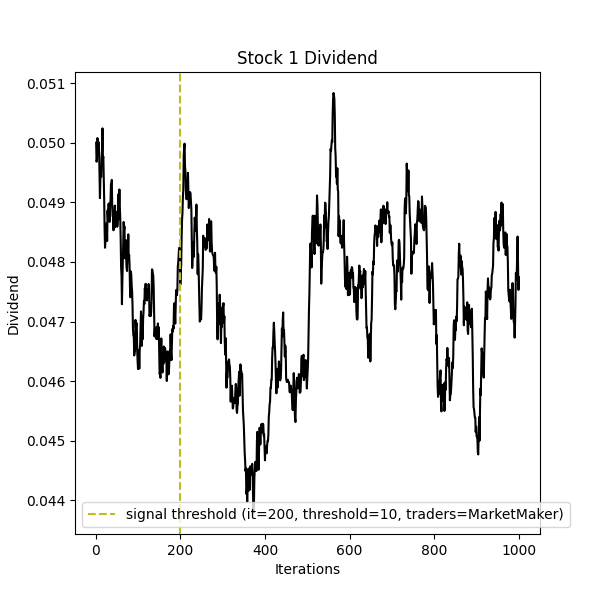 Stock 1 Dividend
0.051
0.050
0.049
0.048
0.047
0.046
0.045
0.044
Dividend
signal threshold (it=200, threshold=10, traders=MarketMaker)
0 200 400 600 800 1000
Iterations